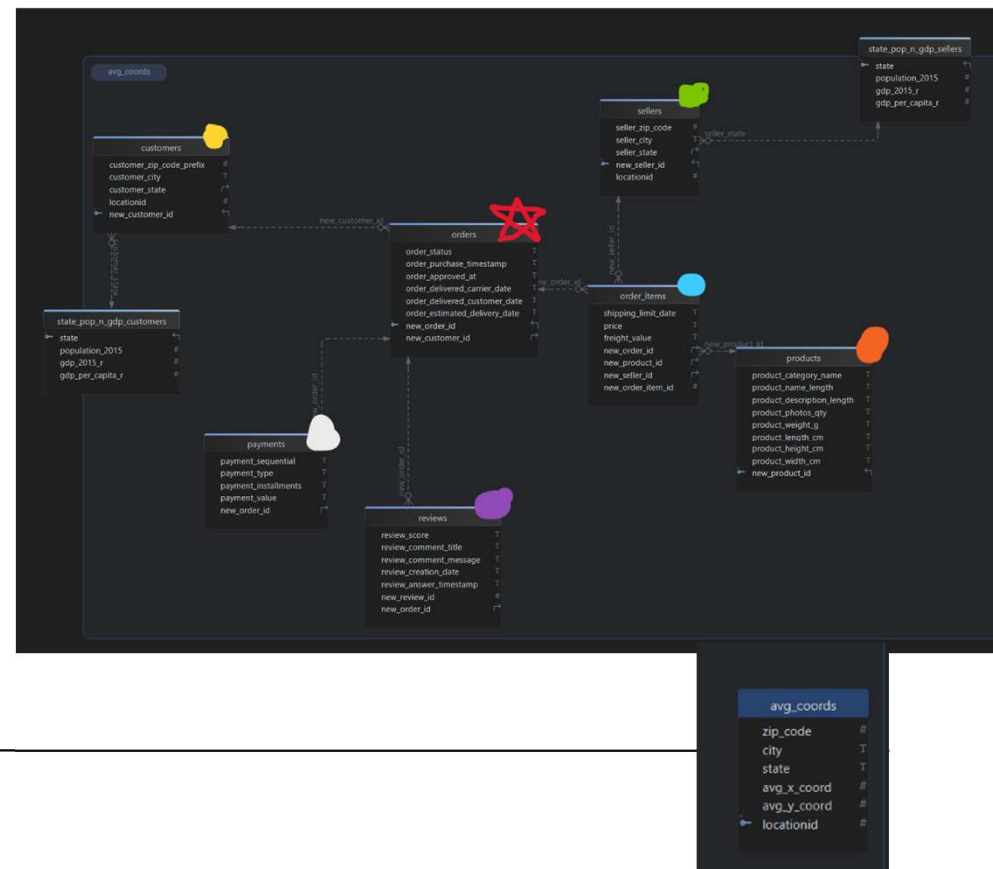 state_pop_n_gdp_sellers
state #
population_2015 #
gdp_2015_r #
gdp_per_capita_r #
avg_coords
sellers
seller_zip_code #
seller_city T
seller_state
new_seller_id
locationid #
seller_state
customers
customer_zip_code_prefix #
customer_city T
customer_state
locationid #
new_customer_id
new_customer_id
orders
order_status T
order_purchase_timestamp T
order_approved_at T
order_delivered_carrier_date T
order_delivered_customer_date T
order_estimated_delivery_date T
new_order_id
new_customer_id
customer_state
new_seller_id
ew_order_id
order_items
shipping_limit_date T
price T
freight_value T
new_order_id
new_product_id
new_seller_id
new_order_item_id #
state_pop_n_gdp_customers
state
population_2015 #
gdp_2015_r #
gdp_per_capita_r #
new_product_id
products
product_category_name T
product_name_length T
product_description_length T
product_photos_qty T
product_weight_g T
product_length_cm T
product_height_cm T
product_width_cm T
new_product_id
ew_order_id
new_order_id
payments
payment_sequential T
payment_type T
payment_installments T
payment_value T
new_order_id
reviews
review_score T
review_comment_title T
review_comment_message T
review_creation_date T
review_answer_timestamp T
new_review_id #
new_order_id
avg_coords
zip_code #
city T
state T
avg_x_coord #
avg_y_coord #
locationid #